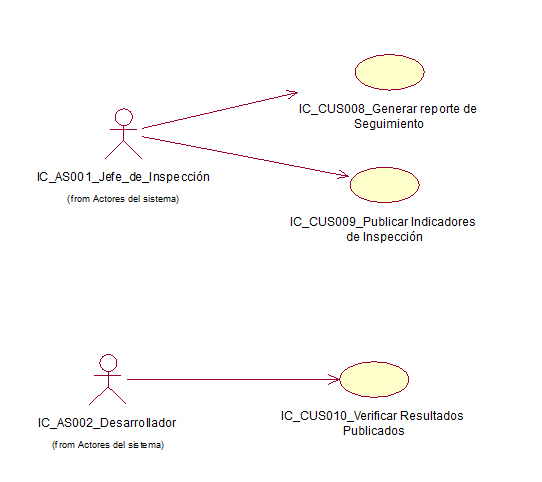 IC_CUS008_Generar reporte de
Seguimiento
IC_AS001_Jefe_de_Inspección
(from Actores del sistema)
IC_CUS009_Publicar Indicadores
de Inspección
IC_AS002_Desarrollador
(from Actores del sistema)
IC_CUS010_Verificar Resultados
Publicados